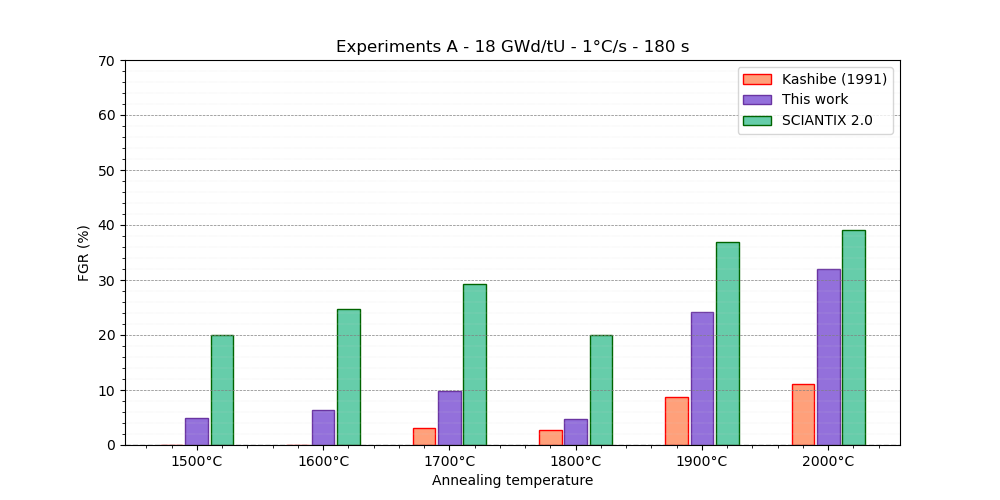 Experiments A - 18 GWd/tU - 1°C/s - 180 s
Kashibe (1991)
This work
SCIANTIX 2.0
FGR (%)
70
60
50
40
30
20
10
0
1500°C 1600°C 1700°C 1800°C 1900°C 2000°C
Annealing temperature